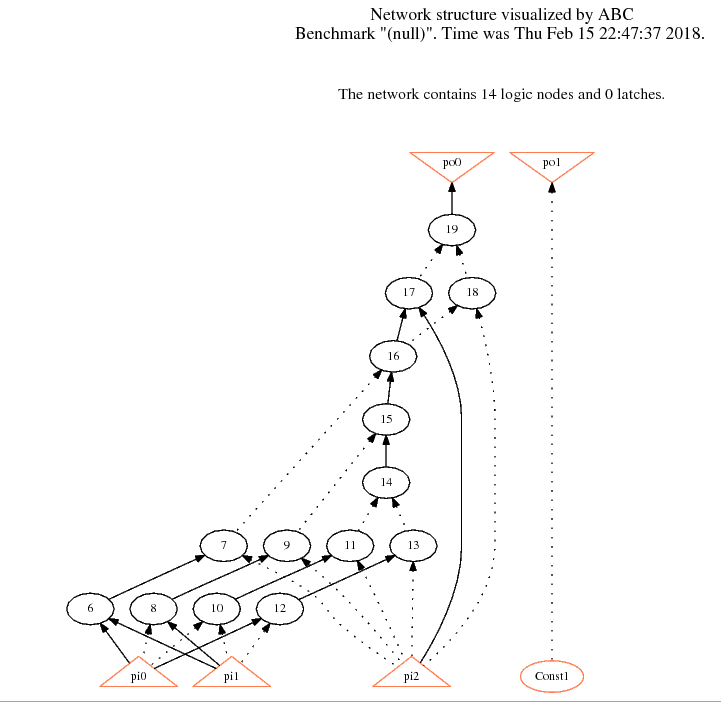 Network structure visualized by ABC
Benchmark "(null)". Time was Thu Feb 15 22:47:37 2018.
The network contains 14 logic nodes and 0 latches.
po0 po1
19
17 18
16
15
14
7 9 11 13
6 8 10 12
pi0 pi1 pi2 Const1